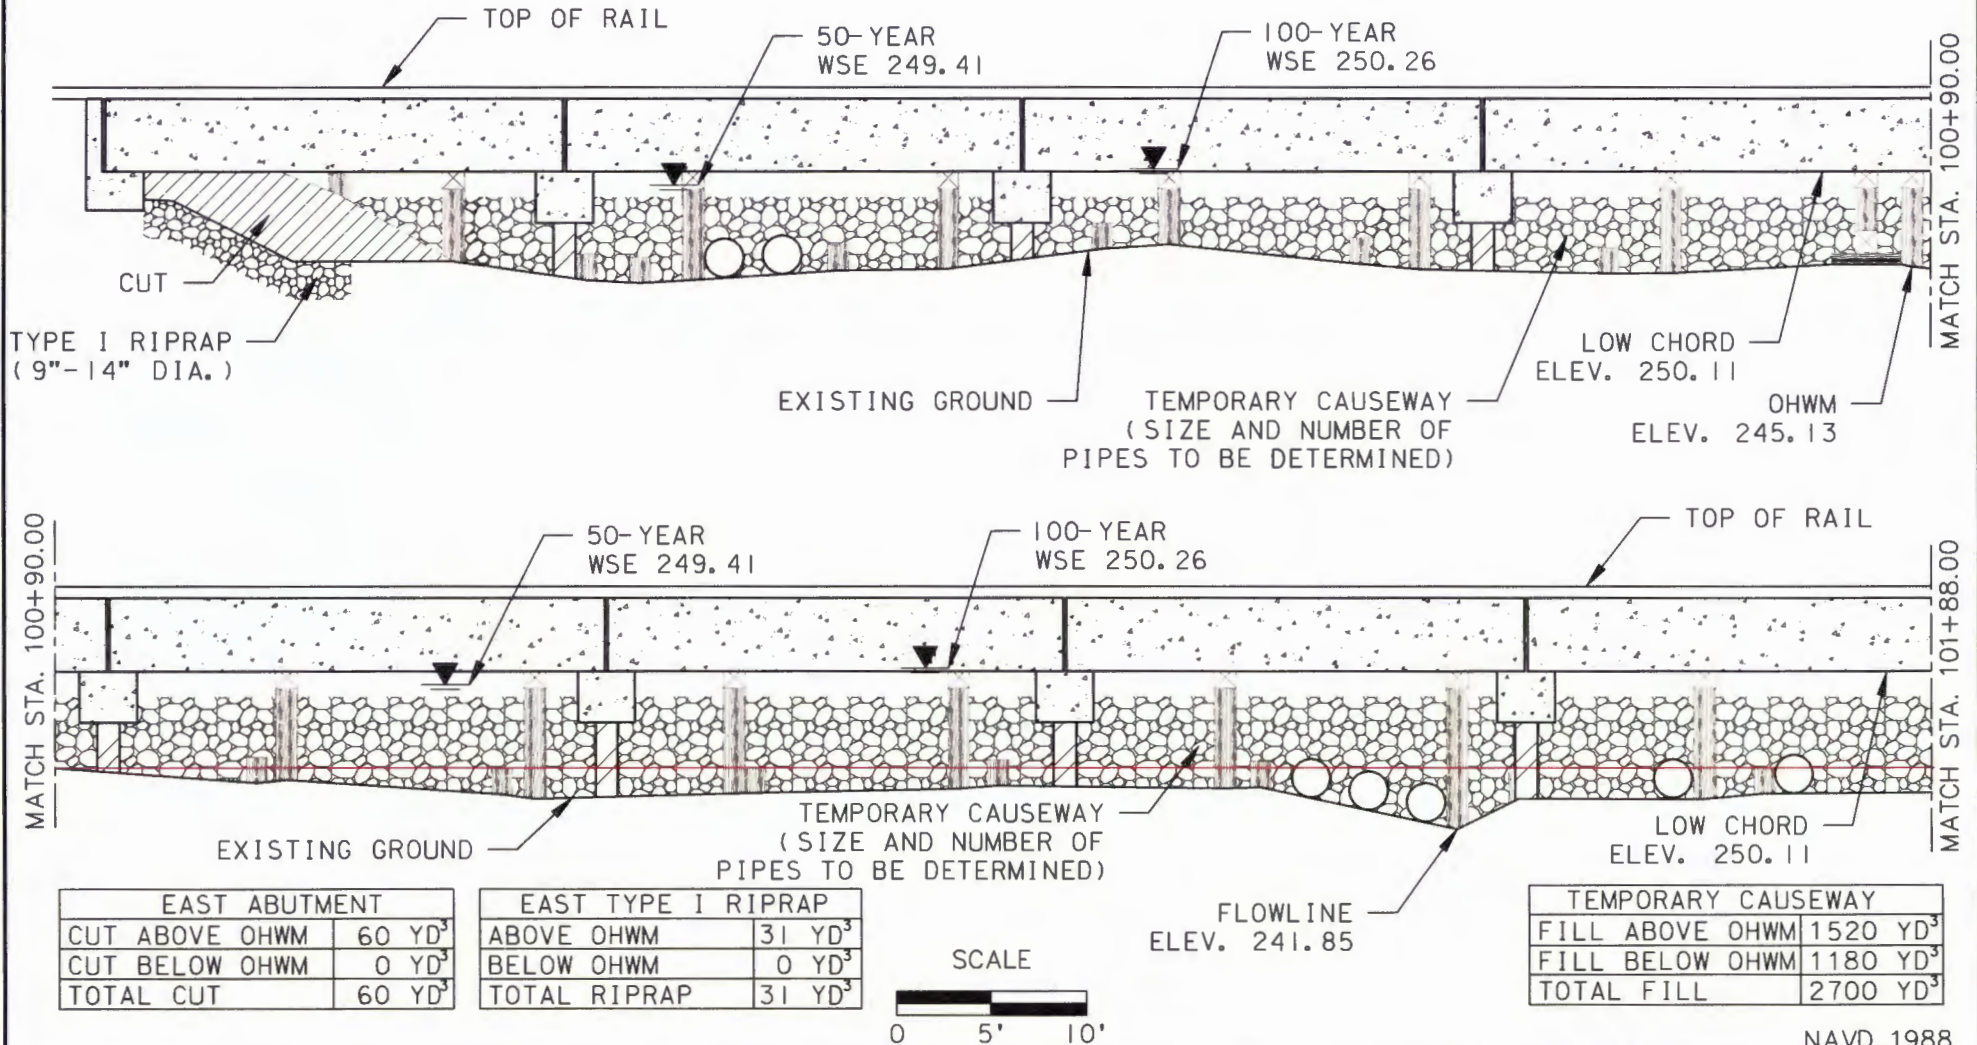 TOP OF RAIL
50-YEAR
WSE 249.41
100-YEAR
WSE 250.26
MATCH STA. 100+90.00
CUT
TYPE I RIPRAP
(9"-14" DIA.)
EXISTING GROUND
TEMPORARY CAUSEWAY
(SIZE AND NUMBER OF
PIPES TO BE DETERMINED)
LOW CHORD
ELEV. 250.11
OHWM
ELEV. 245.13
MATCH STA. 100+90.00
50-YEAR
WSE 249.41
100-YEAR
WSE 250.26
TOP OF RAIL
MATCH STA. 101+88.00
EXISTING GROUND
TEMPORARY CAUSEWAY
(SIZE AND NUMBER OF
PIPES TO BE DETERMINED)
FLOWLINE
ELEV. 241.85
LOW CHORD
ELEV. 250.11
EAST ABUTMENT
CUT ABOVE OHWM 60 YD³
CUT BELOW OHWM 0 YD³
TOTAL CUT 60 YD³
EAST TYPE I RIPRAP
ABOVE OHWM 31 YD³
BELOW OHWM 0 YD³
TOTAL RIPRAP 31 YD³
SCALE
0 5' 10'
TEMPORARY CAUSEWAY
FILL ABOVE OHWM 1520 YD³
FILL BELOW OHWM 1180 YD³
TOTAL FILL 2700 YD³
NAVD 1988